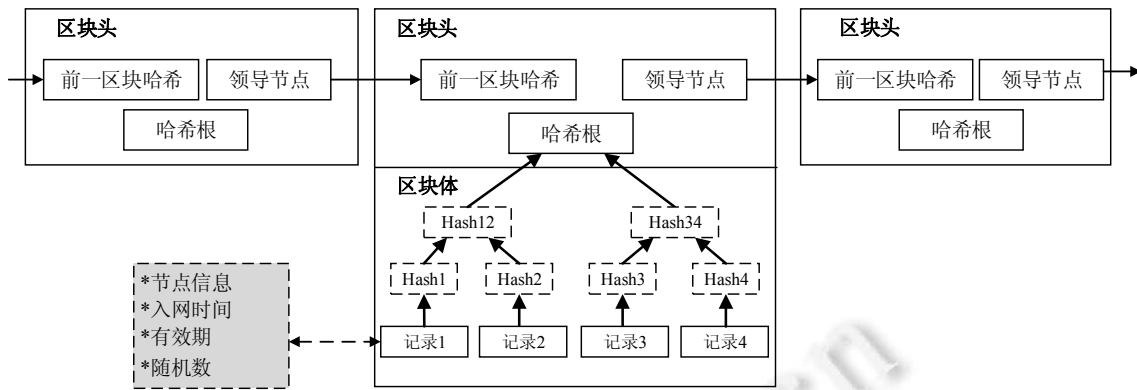 区块头
前一区块哈希
领导节点
哈希根
区块头
前一区块哈希
领导节点
哈希根
区块体
Hash12
Hash34
Hash1
Hash2
Hash3
Hash4
记录1
记录2
记录3
记录4
*节点信息
*入网时间
*有效期
*随机数
区块头
前一区块哈希
领导节点
哈希根